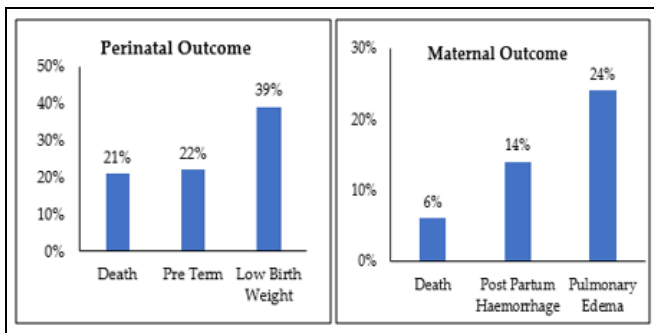 Perinatal Outcome
50%
40%
30%
20%
10%
0%
21%
22%
39%
Death
Pre Term
Low Birth
Weight
Maternal Outcome
30%
20%
10%
0%
6%
14%
24%
Death
Post Partum
Haemorrhage
Pulmonary
Edema